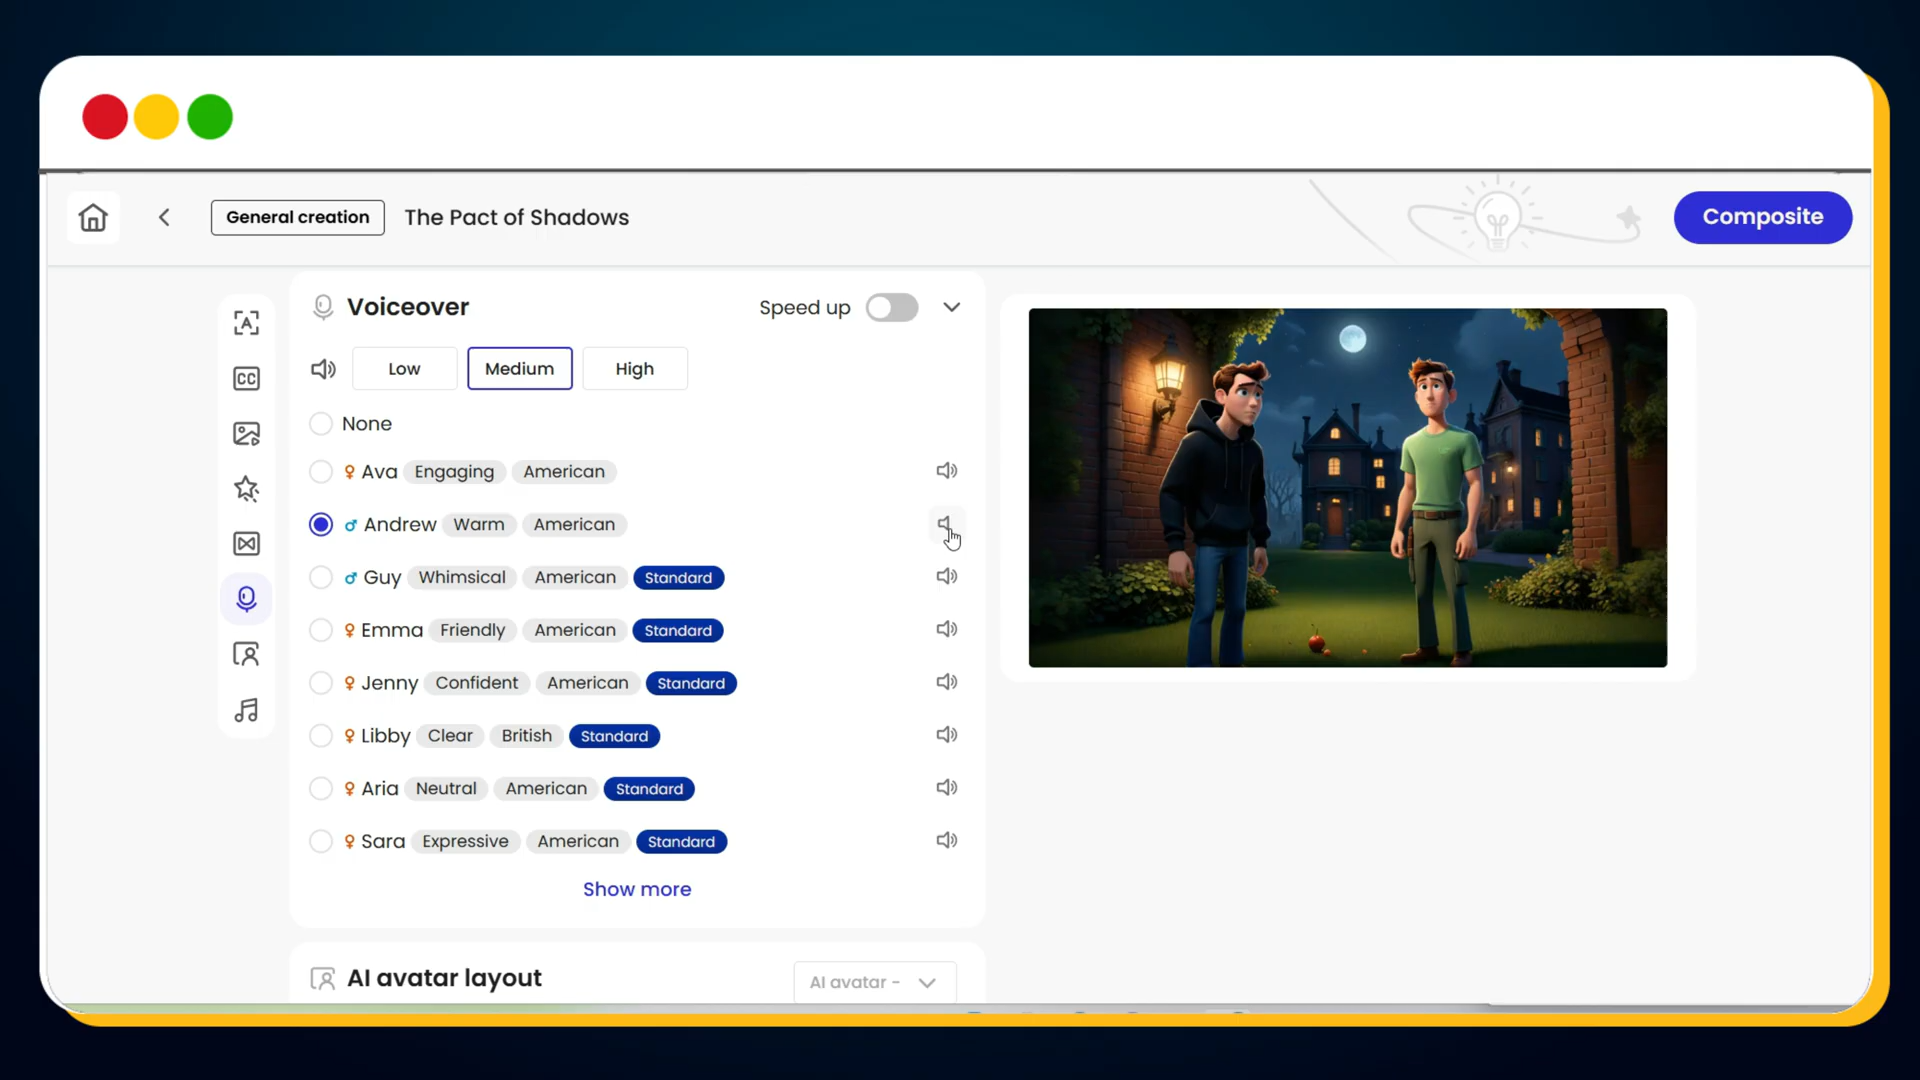 General creation The Pact of Shadows Composite
Voiceover Speed up
Low Medium High
None
Ava Engaging American
Andrew Warm American
Guy Whimsical American Standard
Emma Friendly American Standard
Jenny Confident American Standard
Libby Clear British Standard
Aria Neutral American Standard
Sara Expressive American Standard
Show more
AI avatar layout AI avatar -
A
CC